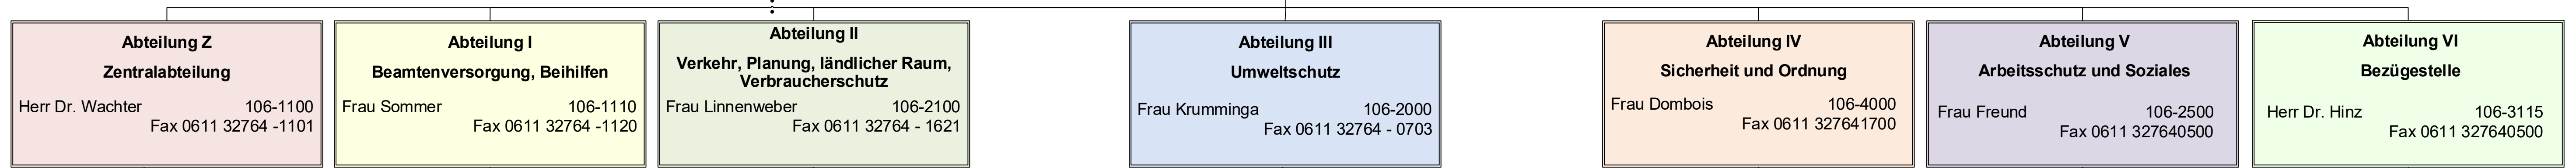 Abteilung Z
Zentralabteilung
Herr Dr. Wachter 106-1100
Fax 0611 32764 -1101
Abteilung I
Beamtenversorgung, Beihilfen
Frau Sommer 106-1110
Fax 0611 32764 -1120
Abteilung II
Verkehr, Planung, ländlicher Raum,
Verbraucherschutz
Frau Linnenweber 106-2100
Fax 0611 32764 - 1621
Abteilung III
Umweltschutz
Frau Krumminga 106-2000
Fax 0611 32764 - 0703
Abteilung IV
Sicherheit und Ordnung
Frau Dombois 106-4000
Fax 0611 327641700
Abteilung V
Arbeitsschutz und Soziales
Frau Freund 106-2500
Fax 0611 327640500
Abteilung VI
Bezügestelle
Herr Dr. Hinz 106-3115
Fax 0611 327640500